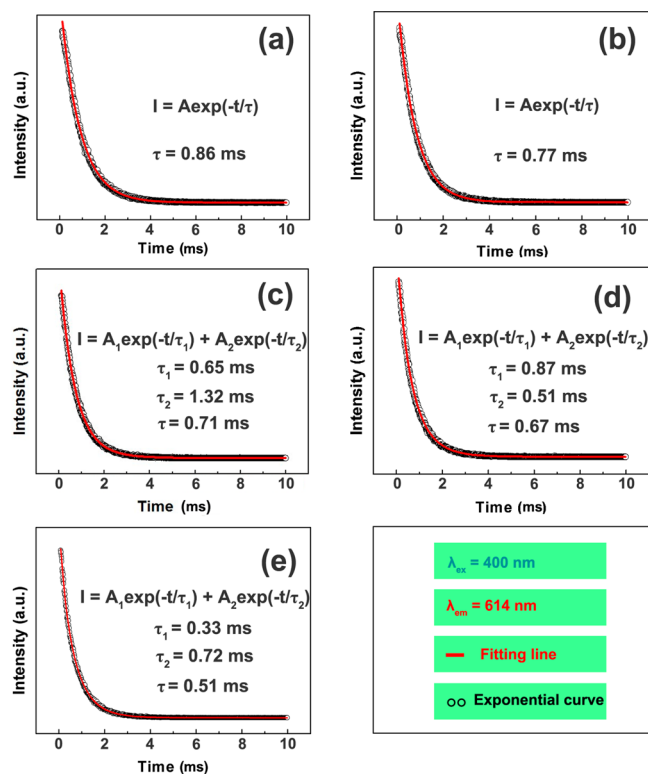 (a)
I = Aexp(-t/τ)
τ = 0.86 ms
Intensity (a.u.)
0 2 4 6 8 10
Time (ms)
(b)
I = Aexp(-t/τ)
τ = 0.77 ms
Intensity (a.u.)
0 2 4 6 8 10
Time (ms)
(c)
I = A₁exp(-t/τ₁) + A₂exp(-t/τ₂)
τ₁ = 0.65 ms
τ₂ = 1.32 ms
τ = 0.71 ms
Intensity (a.u.)
0 2 4 6 8 10
Time (ms)
(d)
I = A₁exp(-t/τ₁) + A₂exp(-t/τ₂)
τ₁ = 0.87 ms
τ₂ = 0.51 ms
τ = 0.67 ms
Intensity (a.u.)
0 2 4 6 8 10
Time (ms)
(e)
I = A₁exp(-t/τ₁) + A₂exp(-t/τ₂)
τ₁ = 0.33 ms
τ₂ = 0.72 ms
τ = 0.51 ms
Intensity (a.u.)
0 2 4 6 8 10
Time (ms)
λex = 400 nm
λem = 614 nm
Fitting line
Exponential curve